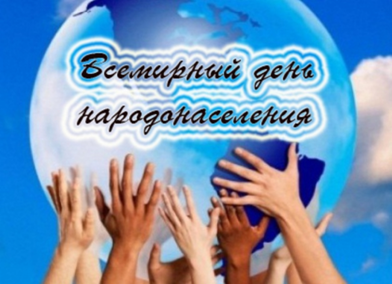 Всемирный день
народонаселения